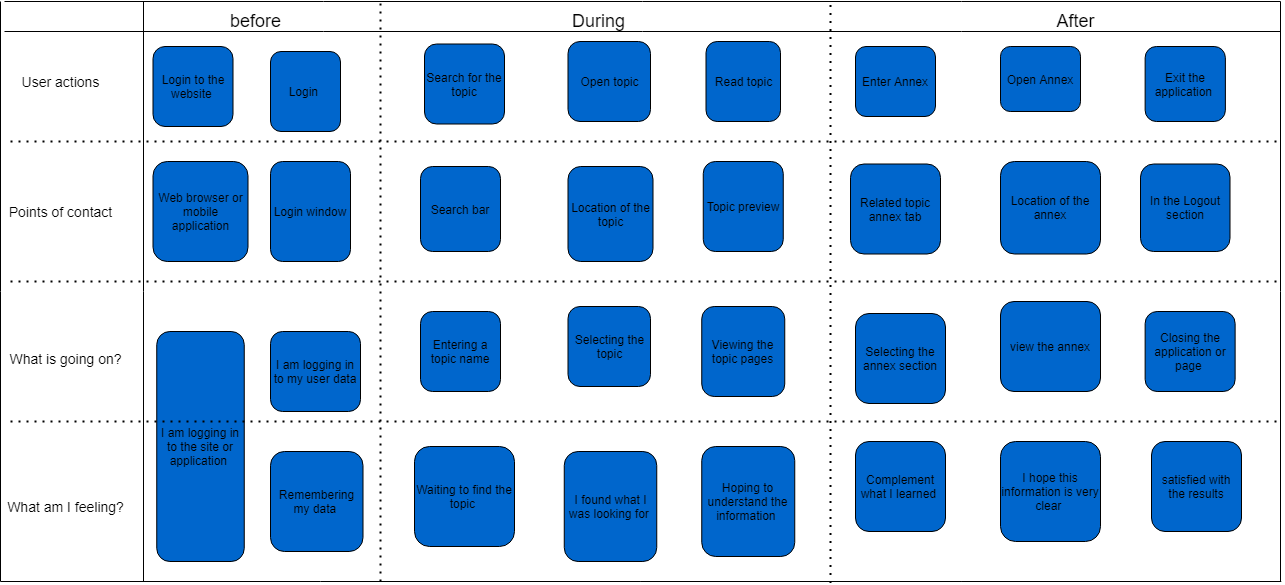 before
During
After
User actions
Login to the
website
Login
Search for the
topic
Open topic
Read topic
Enter Annex
Open Annex
Exit the
application
Points of contact
Web browser or
mobile
application
Login window
Search bar
Location of the
topic
Topic preview
Related topic
annex tab
Location of the
annex
In the Logout
section
What is going on?
I am logging in
to the site or
application
I am logging in
to my user data
Entering a
topic name
Selecting the
topic
Viewing the
topic pages
Selecting the
annex section
view the annex
Closing the
application or
page
What am I feeling?
Remembering
my data
Waiting to find the
topic
I found what I
was looking for
Hoping to
understand the
information
Complement
what I learned
I hope this
information is very
clear
satisfied with
the results